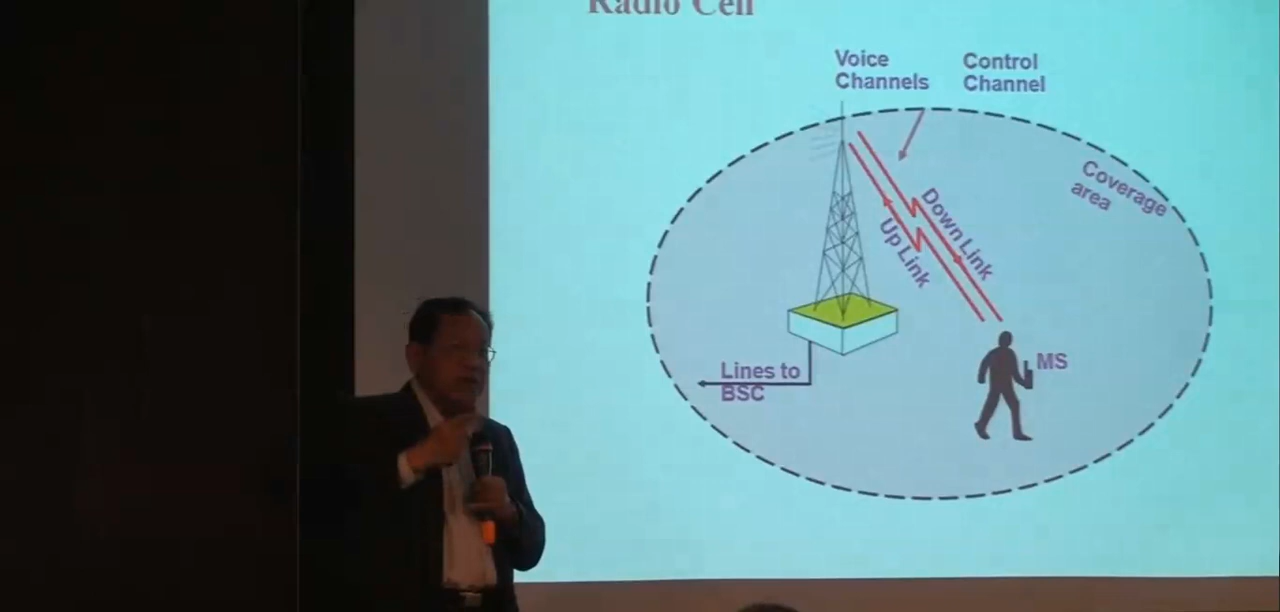 Radio Cell
Voice
Channels
Control
Channel
Coverage
area
Down Link
Up Link
Lines to
BSC
MS